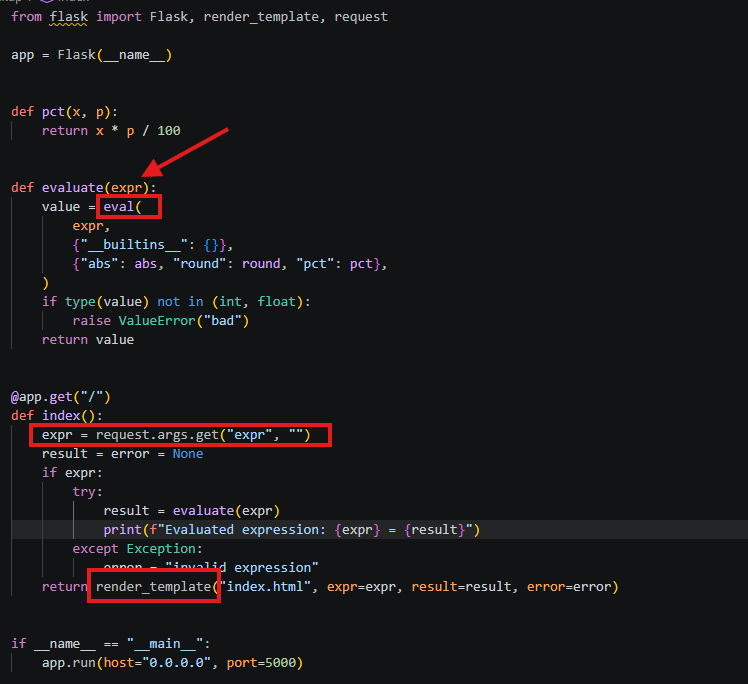 from flask import Flask, render_template, request
app = Flask(__name__)
def pct(x, p):
return x * p / 100
def evaluate(expr):
value = eval(
expr,
{"__builtins__": {}},
{"abs": abs, "round": round, "pct": pct},
)
if type(value) not in (int, float):
raise ValueError("bad")
return value
@app.get("/")
def index():
expr = request.args.get("expr", "")
result = error = None
if expr:
try:
result = evaluate(expr)
print(f"Evaluated expression: {expr} = {result}")
except Exception:
error = "invalid expression"
return render_template("index.html", expr=expr, result=result, error=error)
if __name__ == "__main__":
app.run(host="0.0.0.0", port=5000)